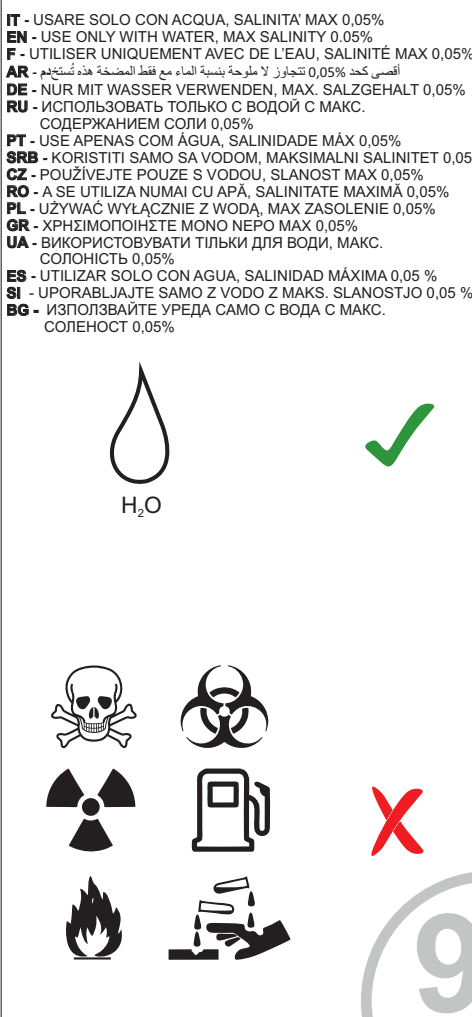 IT - USARE SOLO CON ACQUA, SALINITA' MAX 0,05%
EN - USE ONLY WITH WATER, MAX SALINITY 0.05%
F - UTILISER UNIQUEMENT AVEC DE L'EAU, SALINITÉ MAX 0,05%
AR - أقصى كحد 0,05% تتجاوز لا ملوحة بنسبة الماء مع فقط المضخة هذه تُستخدم
DE - NUR MIT WASSER VERWENDEN, MAX. SALZGEHALT 0,05%
RU - ИСПОЛЬЗОВАТЬ ТОЛЬКО С ВОДОЙ С МАКС.
СОДЕРЖАНИЕМ СОЛИ 0,05%
PT - USE APENAS COM ÁGUA, SALINIDADE MÁX 0,05%
SRB - KORISTITI SAMO SA VODOM, MAKSIMALNI SALINITET 0,05
CZ - POUŽÍVEJTE POUZE S VODOU, SLANOST MAX 0,05%
RO - A SE UTILIZA NUMAI CU APĂ, SALINITATE MAXIMĂ 0,05%
PL - UŻYWAĆ WYŁĄCZNIE Z WODĄ, MAX ZASOLENIE 0,05%
GR - ΧΡΗΣΙΜΟΠΟΙΗΣΤΕ ΜΟΝΟ ΝΕΡΟ MAX 0,05%
UA - ВИКОРИСТОВУВАТИ ТІЛЬКИ ДЛЯ ВОДИ, МАКС.
СОЛОНІСТЬ 0,05%
ES - UTILIZAR SOLO CON AGUA, SALINIDAD MÁXIMA 0,05 %
SI - UPORABLJAJTE SAMO Z VODO Z MAKS. SLANOSTJO 0,05 %
BG - ИЗПОЛЗВАЙТЕ УРЕДА САМО С ВОДА С МАКС.
СОЛЕНОСТ 0,05%
H₂O
9